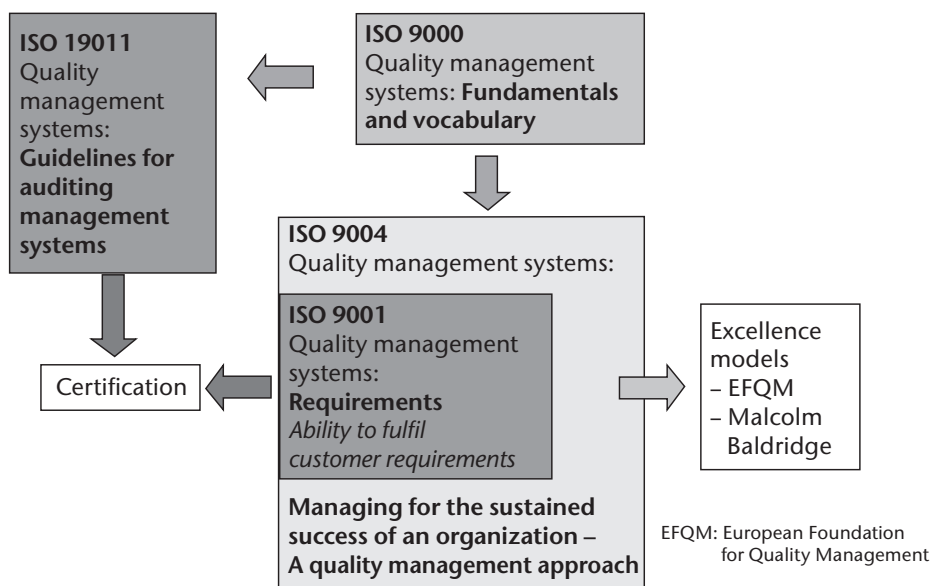 ISO 19011
Quality
management
systems:
Guidelines for
auditing
management
systems
ISO 9000
Quality management
systems: Fundamentals
and vocabulary
ISO 9004
Quality management systems:
ISO 9001
Quality management
systems:
Requirements
Ability to fulfil
customer requirements
Managing for the sustained
success of an organization –
A quality management approach
Certification
Excellence
models
– EFQM
– Malcolm
Baldridge
EFQM: European Foundation
for Quality Management